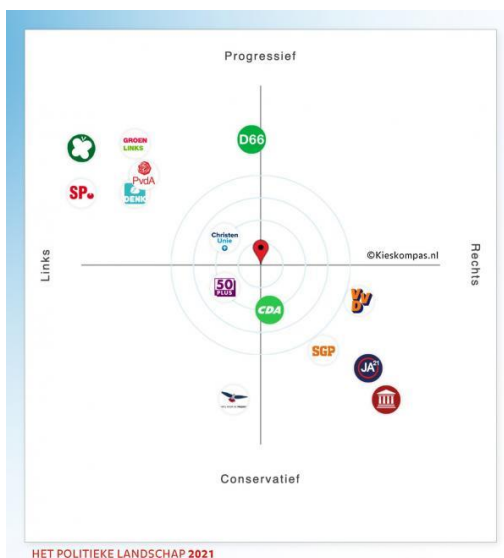 Progressief
D66
GROEN
LINKS
PvdA
SP
DENK
Christen
Unie
Links
©Kieskompas.nl
Rechts
50
PLUS
CDA
VVD
SGP
JA21
Conservatief
HET POLITIEKE LANDSCHAP 2021